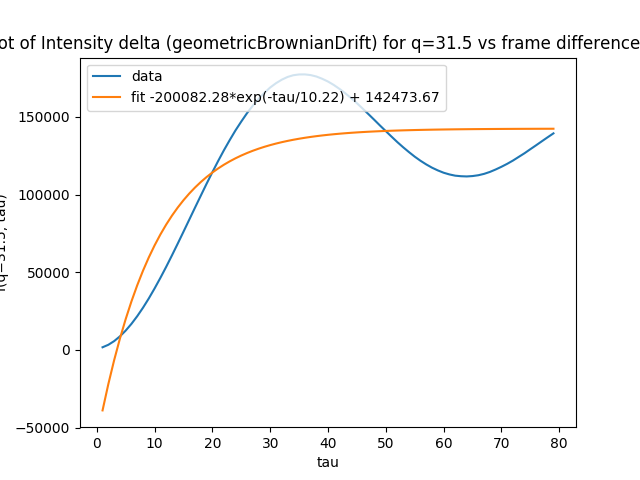 ot of Intensity delta (geometricBrownianDrift) for q=31.5 vs frame difference
data
fit -200082.28*exp(-tau/10.22) + 142473.67
150000
100000
50000
0
−50000
(q=31.5, tau)
0 10 20 30 40 50 60 70 80
tau